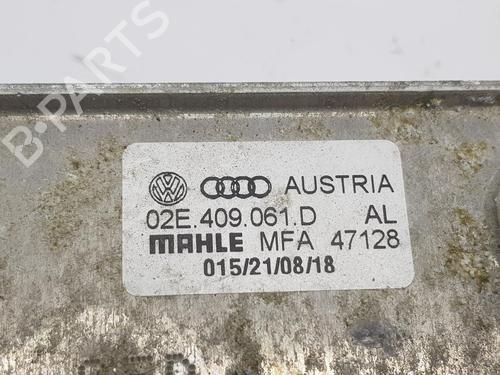 B-PARTS
AUSTRIA
02E.409.061.D AL
MAHLE MFA 47128
015/21/08/18